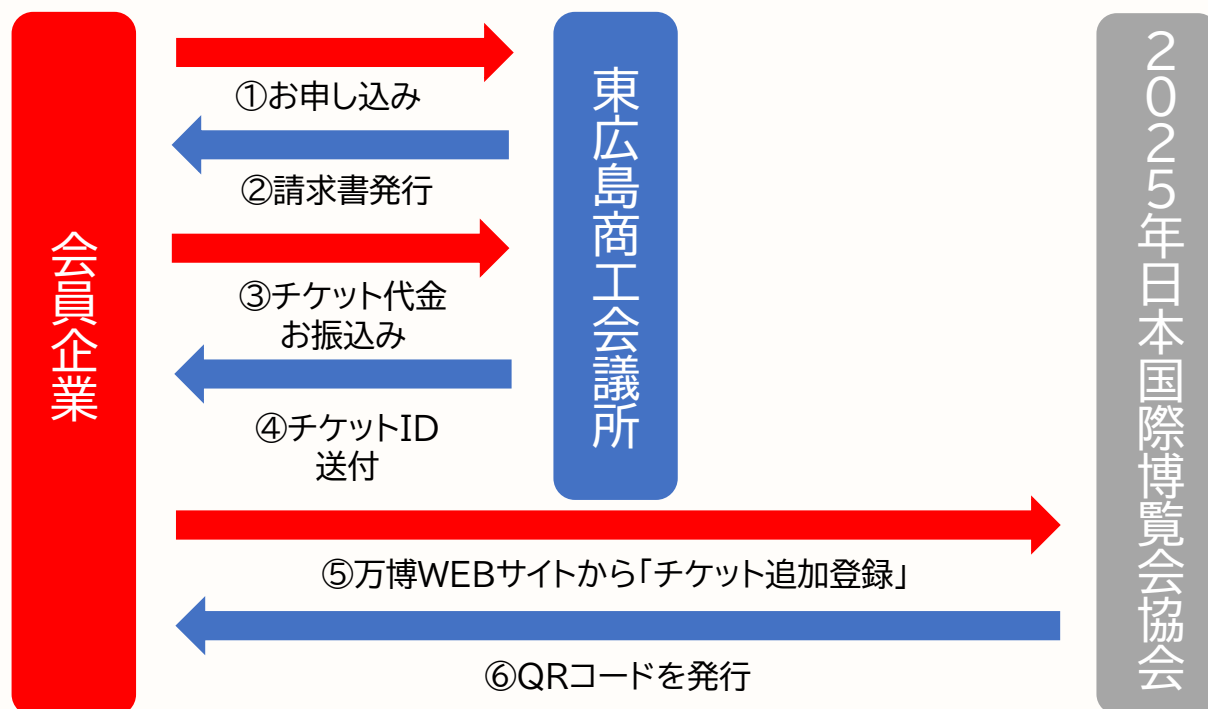 会員企業
①お申し込み
②請求書発行
③チケット代金
お振込み
④チケットID
送付
東広島商工会議所
⑤万博WEBサイトから「チケット追加登録」
⑥QRコードを発行
2025年日本国際博覧会協会